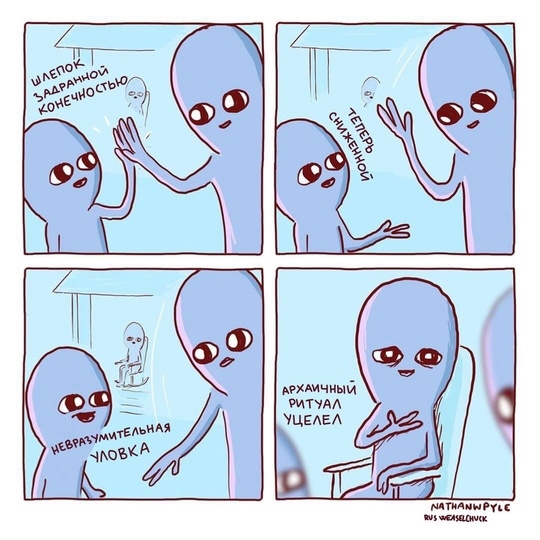 ШЛЕПОК
ЗАДРАННОЙ
КОНЕЧНОСТЬЮ
ТЕПЕРЬ
СНИЖЕННОЙ
НЕВРАЗУМИТЕЛЬНАЯ
УЛОВКА
АРХАИЧНЫЙ
РИТУАЛ
УЦЕЛЕЛ
NATHANWPYLE
RUS WEASELCHUCK